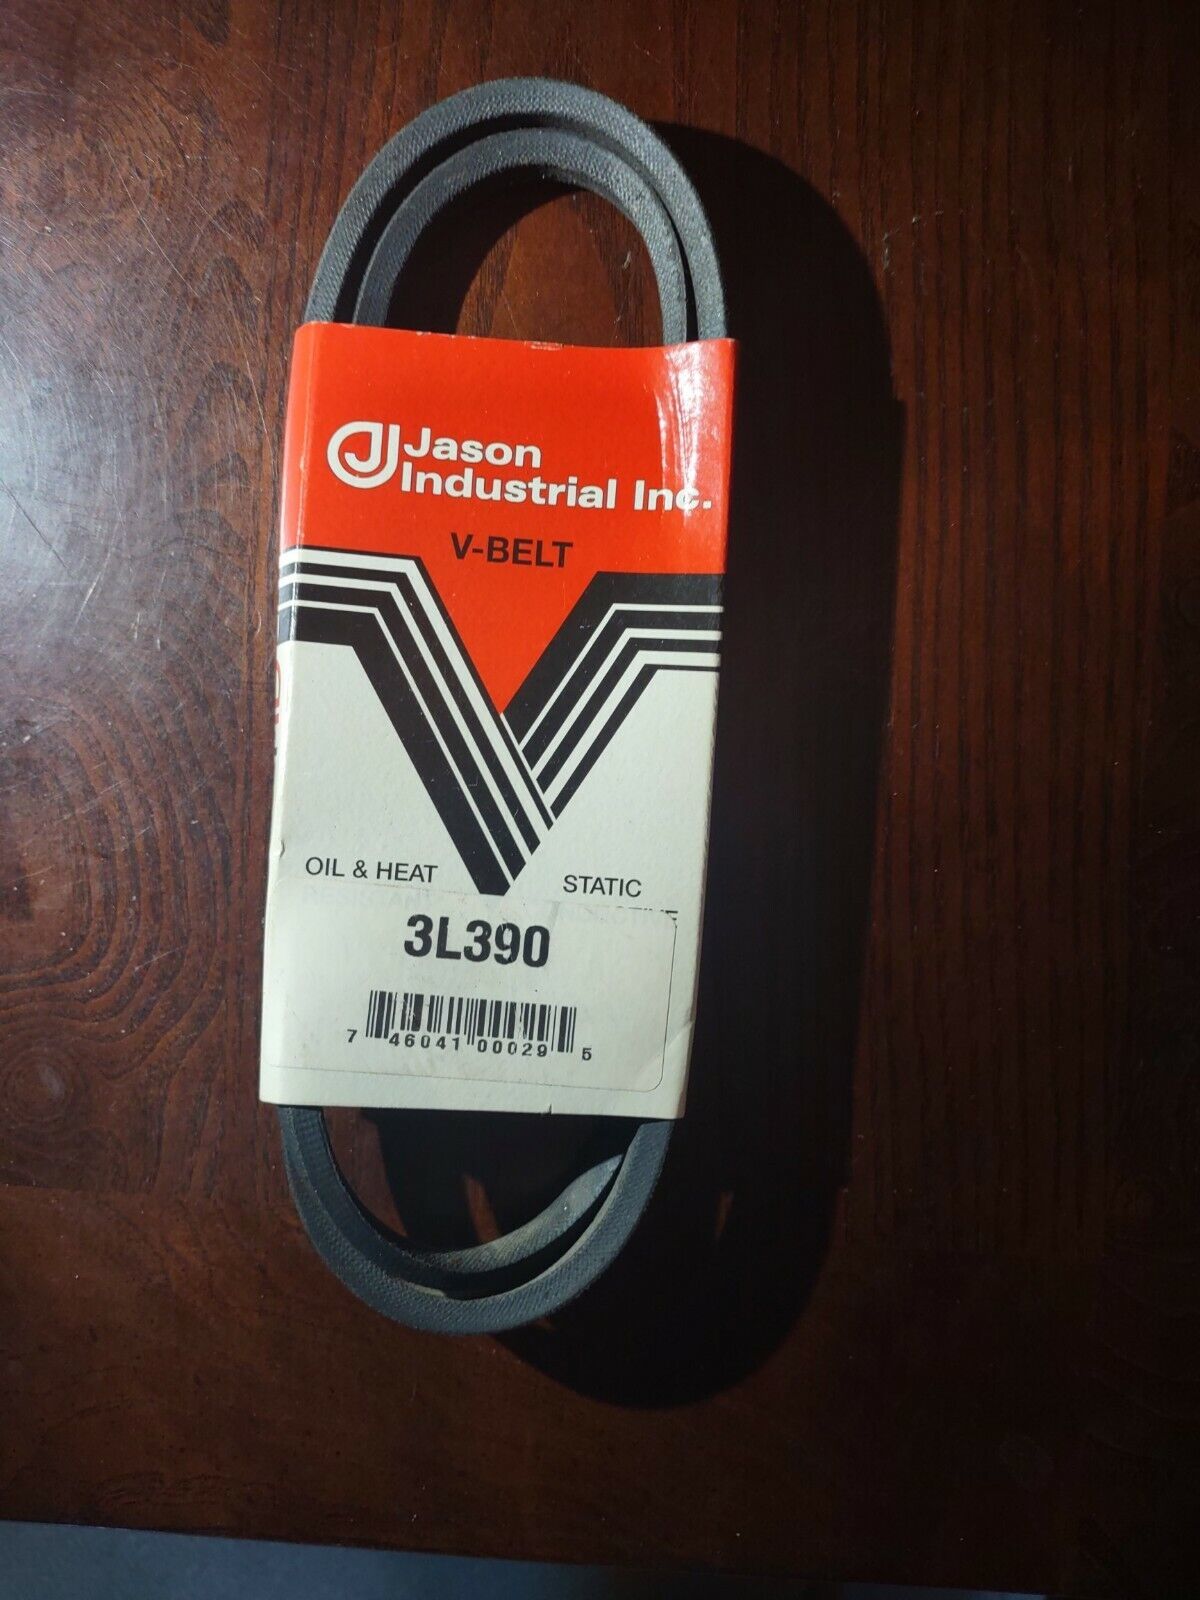 Jason
Industrial Inc.
V-BELT
OIL & HEAT
STATIC
3L390
7 46041 00029 5